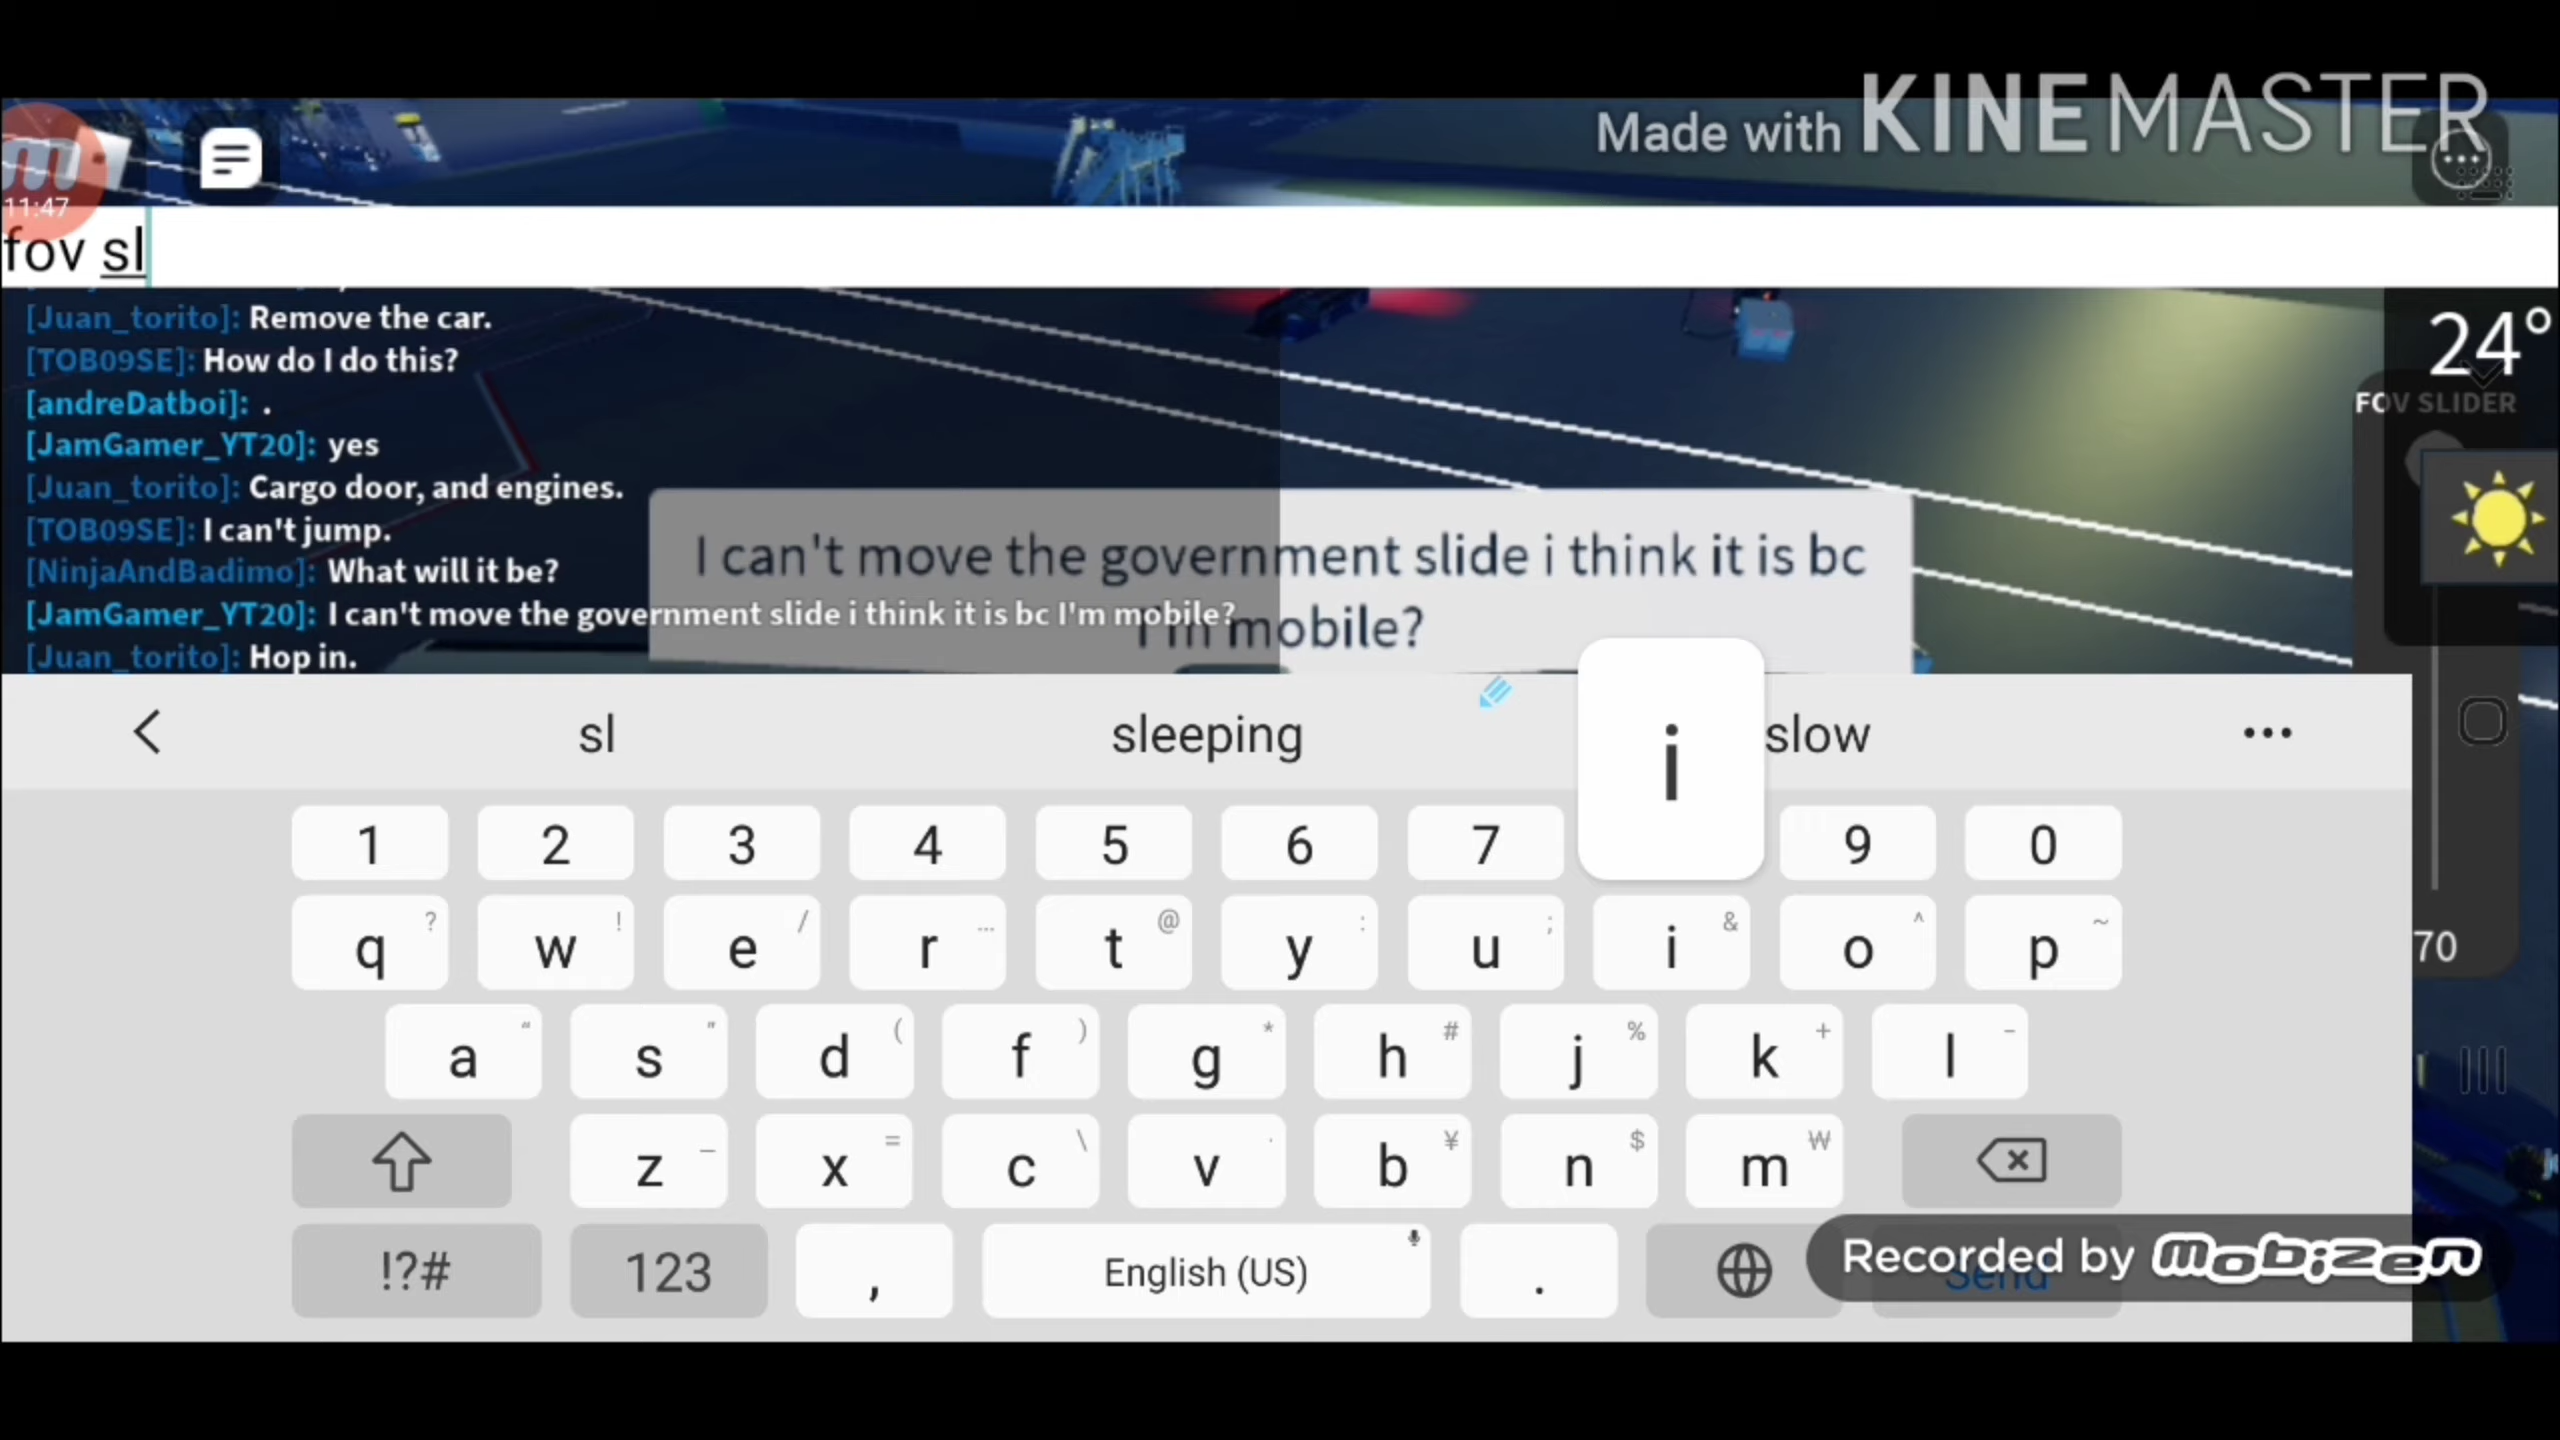 Made with KINEMASTER
11:47
fov sl
[Juan_torito]: Remove the car.
[TOB09SE]: How do I do this?
[andreDatboi]: .
[JamGamer_YT20]: yes
[Juan_torito]: Cargo door, and engines.
[TOB09SE]: I can't jump.
[NinjaAndBadimo]: What will it be?
[JamGamer_YT20]: I can't move the government slide i think it is bc I'm mobile?
[Juan_torito]: Hop in.
I can't move the government slide i think it is bc
I'm mobile?
24°
FOV SLIDER
70
sl sleeping slow
i
1 2 3 4 5 6 7 9 0
q ? w ! e / r ... t @ y : u ; i & o ^ p ~
a “ s " d ( f ) g * h # j % k + l -
z _ x = c \ v · b ¥ n $ m ₩
!?# 123 , English (US) . Send
Recorded by mobizen